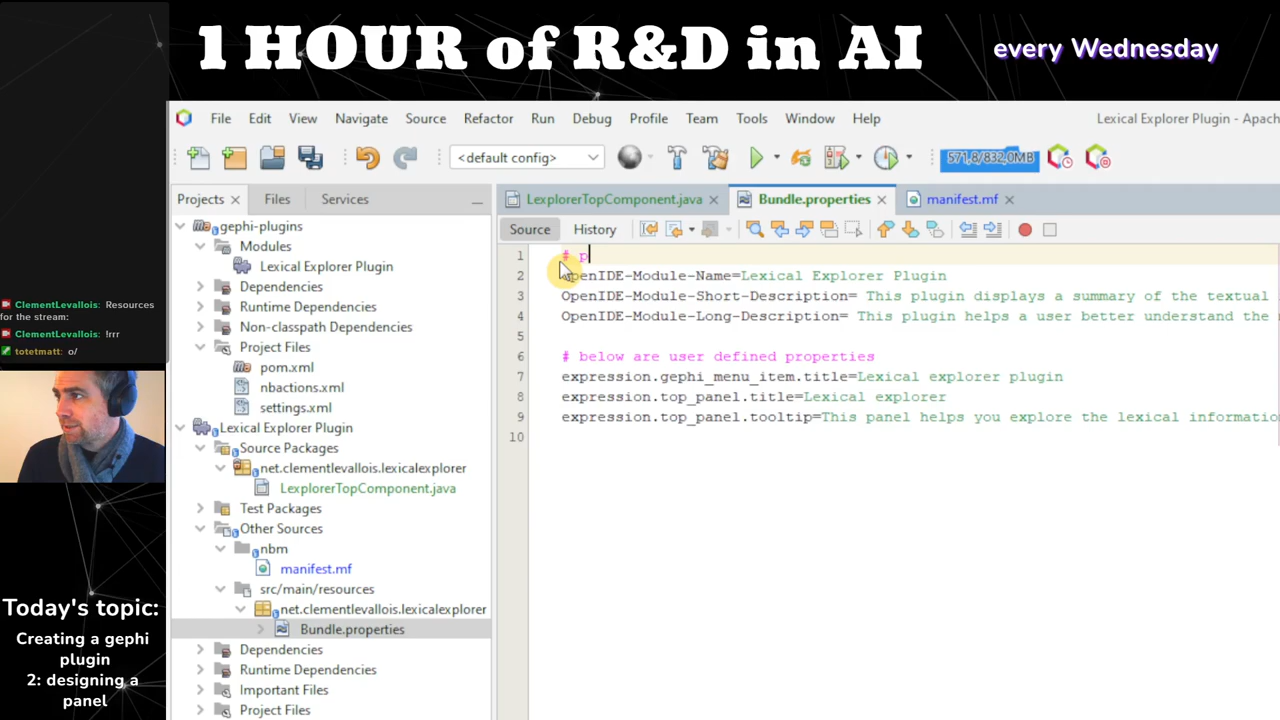 1 HOUR of R&D in AI
every Wednesday
File Edit View Navigate Source Refactor Run Debug Profile Team Tools Window Help
Lexical Explorer Plugin - Apach
<default config>
571,8/832,0MB
Projects
Files
Services
LexplorerTopComponent.java
Bundle.properties
manifest.mf
Source
History
gephi-plugins
Modules
Lexical Explorer Plugin
Dependencies
Runtime Dependencies
Non-classpath Dependencies
Project Files
pom.xml
nbactions.xml
settings.xml
Lexical Explorer Plugin
Source Packages
net.clementlevallois.lexicalexplorer
LexplorerTopComponent.java
Test Packages
Other Sources
nbm
manifest.mf
src/main/resources
net.clementlevallois.lexicalexplorer
Bundle.properties
Dependencies
Runtime Dependencies
Important Files
Project Files
1 # p
2 OpenIDE-Module-Name=Lexical Explorer Plugin
3 OpenIDE-Module-Short-Description= This plugin displays a summary of the textual
4 OpenIDE-Module-Long-Description= This plugin helps a user better understand the
5
6 # below are user defined properties
7 expression.gephi_menu_item.title=Lexical explorer plugin
8 expression.top_panel.title=Lexical explorer
9 expression.top_panel.tooltip=This panel helps you explore the lexical informatio
10
ClementLevallois: Resources
for the stream:
ClementLevallois: !rrr
totetmatt: o/
Today's topic:
Creating a gephi
plugin
2: designing a
panel